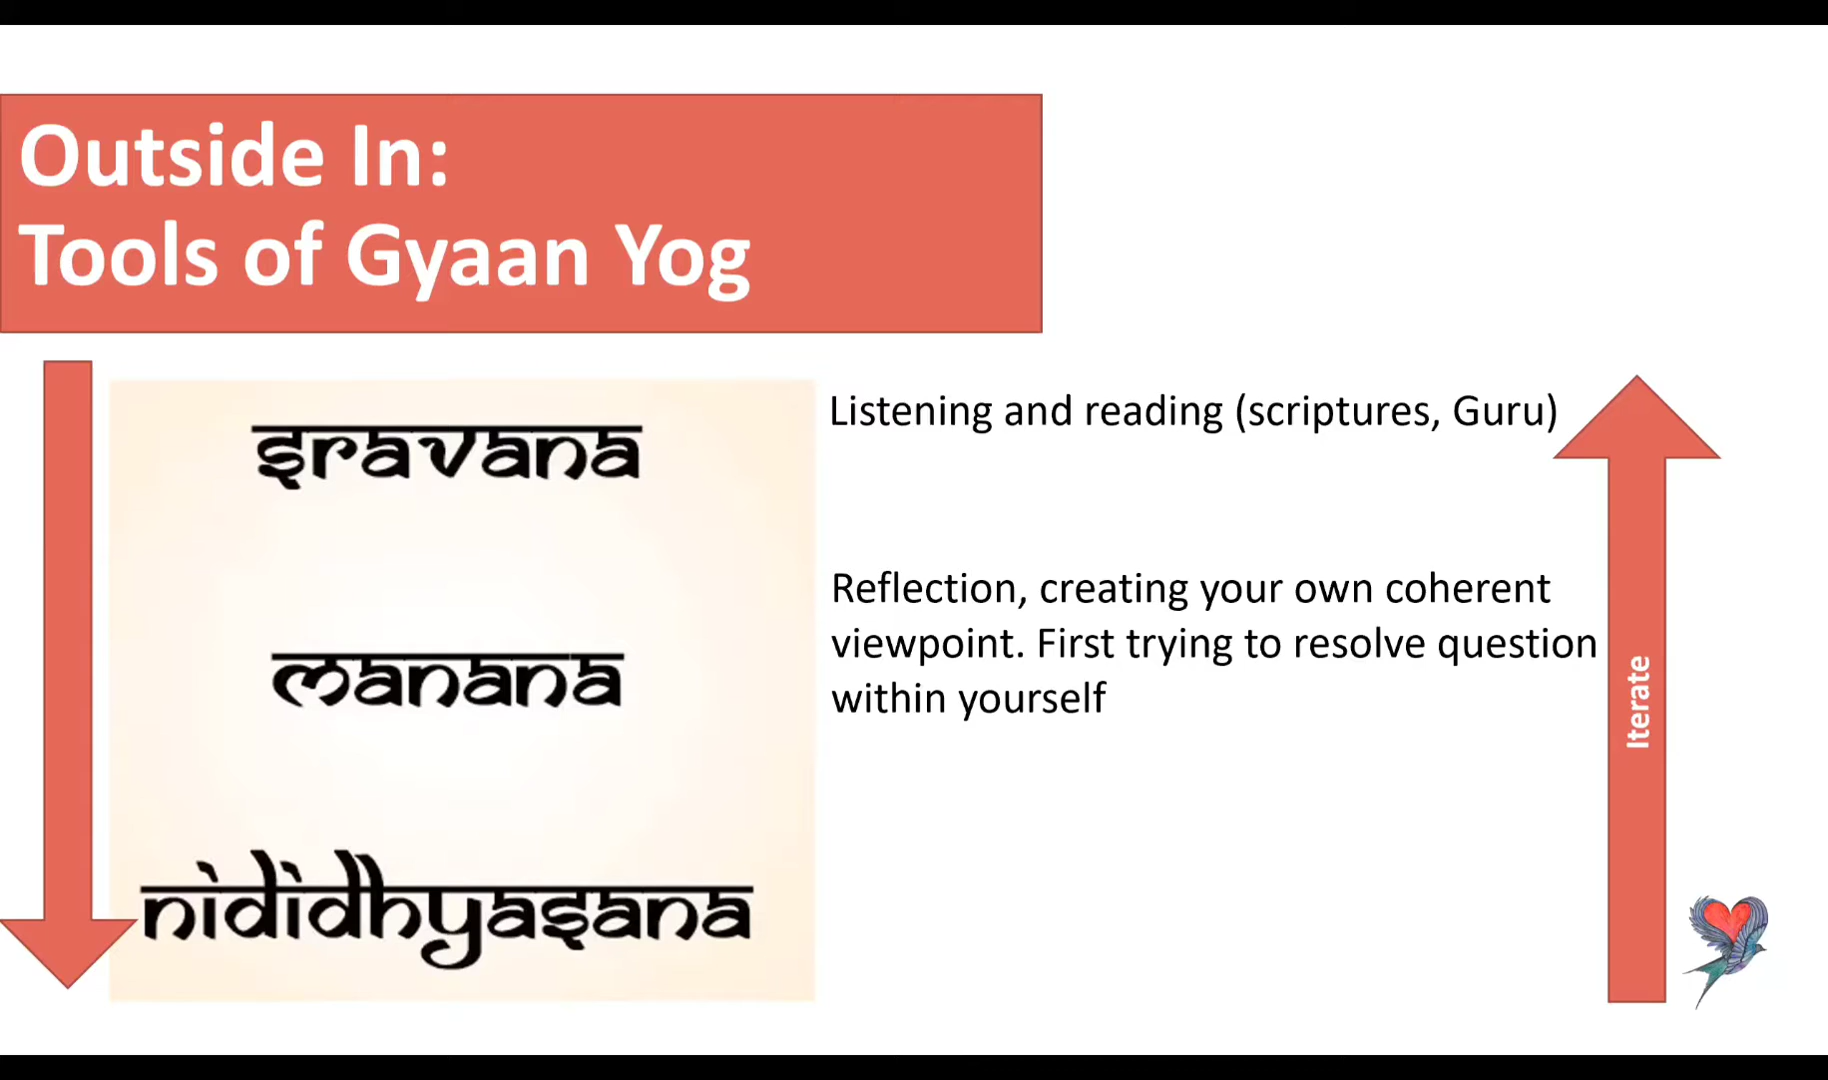 Outside In:
Tools of Gyaan Yog
sravana
Listening and reading (scriptures, Guru)
manana
Reflection, creating your own coherent
viewpoint. First trying to resolve question
within yourself
nididhyasana
Iterate